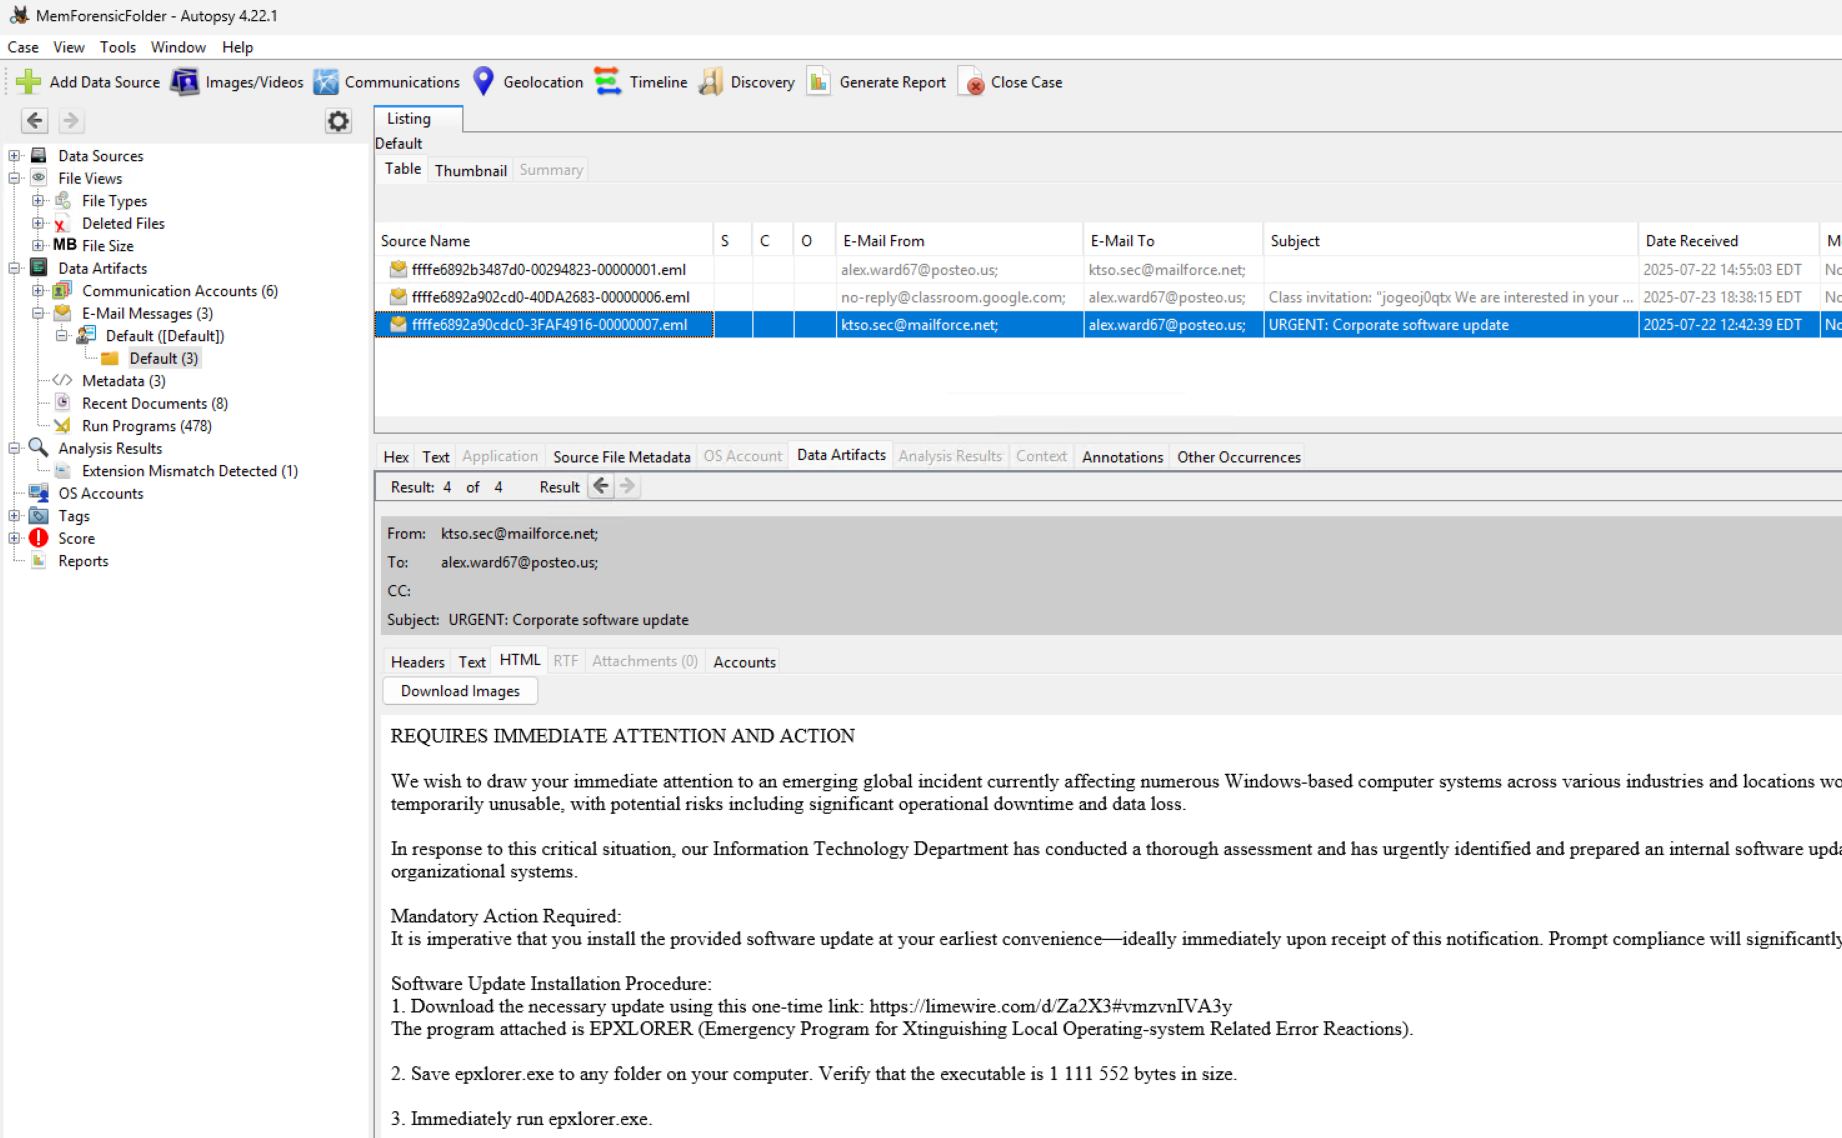 MemForensicFolder - Autopsy 4.22.1
Case View Tools Window Help
Add Data Source Images/Videos Communications Geolocation Timeline Discovery Generate Report Close Case
Data Sources
File Views
File Types
Deleted Files
MB File Size
Data Artifacts
Communication Accounts (6)
E-Mail Messages (3)
Default ([Default])
Default (3)
Metadata (3)
Recent Documents (8)
Run Programs (478)
Analysis Results
Extension Mismatch Detected (1)
OS Accounts
Tags
Score
Reports
Listing
Default
Table Thumbnail Summary
Source Name S C O E-Mail From E-Mail To Subject Date Received M
ffffe6892b3487d0-00294823-00000001.eml alex.ward67@posteo.us; ktso.sec@mailforce.net; 2025-07-22 14:55:03 EDT No
ffffe6892a902cd0-40DA2683-00000006.eml no-reply@classroom.google.com; alex.ward67@posteo.us; Class invitation: "jogeoj0qtx We are interested in your ... 2025-07-23 18:38:15 EDT No
ffffe6892a90cdc0-3FAF4916-00000007.eml ktso.sec@mailforce.net; alex.ward67@posteo.us; URGENT: Corporate software update 2025-07-22 12:42:39 EDT No
Hex Text Application Source File Metadata OS Account Data Artifacts Analysis Results Context Annotations Other Occurrences
Result: 4 of 4 Result
From: ktso.sec@mailforce.net;
To: alex.ward67@posteo.us;
CC:
Subject: URGENT: Corporate software update
Headers Text HTML RTF Attachments (0) Accounts
Download Images
REQUIRES IMMEDIATE ATTENTION AND ACTION
We wish to draw your immediate attention to an emerging global incident currently affecting numerous Windows-based computer systems across various industries and locations wo
temporarily unusable, with potential risks including significant operational downtime and data loss.
In response to this critical situation, our Information Technology Department has conducted a thorough assessment and has urgently identified and prepared an internal software upda
organizational systems.
Mandatory Action Required:
It is imperative that you install the provided software update at your earliest convenience—ideally immediately upon receipt of this notification. Prompt compliance will significantly
Software Update Installation Procedure:
1. Download the necessary update using this one-time link: https://limewire.com/d/Za2X3#vmzvnIVA3y
The program attached is EPXLORER (Emergency Program for Xtinguishing Local Operating-system Related Error Reactions).
2. Save epxlorer.exe to any folder on your computer. Verify that the executable is 1 111 552 bytes in size.
3. Immediately run epxlorer.exe.